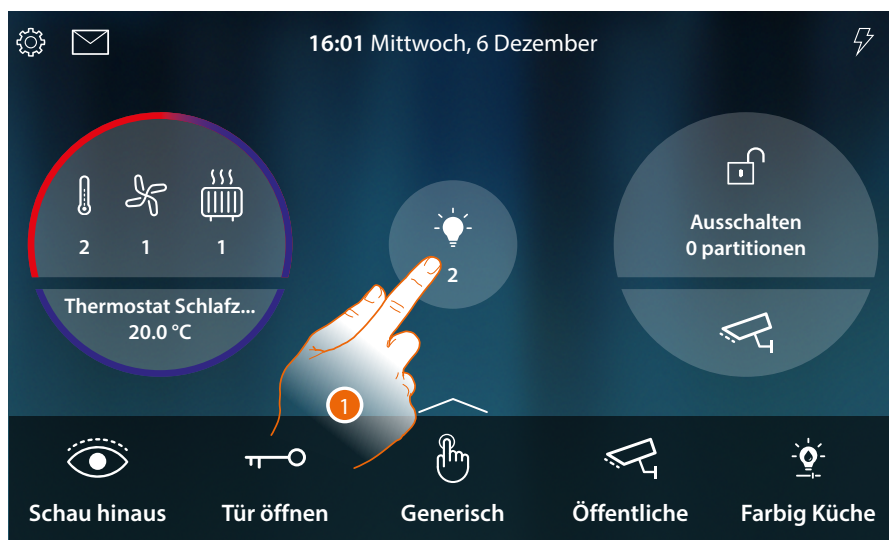 16:01 Mittwoch, 6 Dezember
2 1 1
Thermostat Schlafz...
20.0 °C
2
1
Ausschalten
0 partitionen
Schau hinaus
Tür öffnen
Generisch
Öffentliche
Farbig Küche